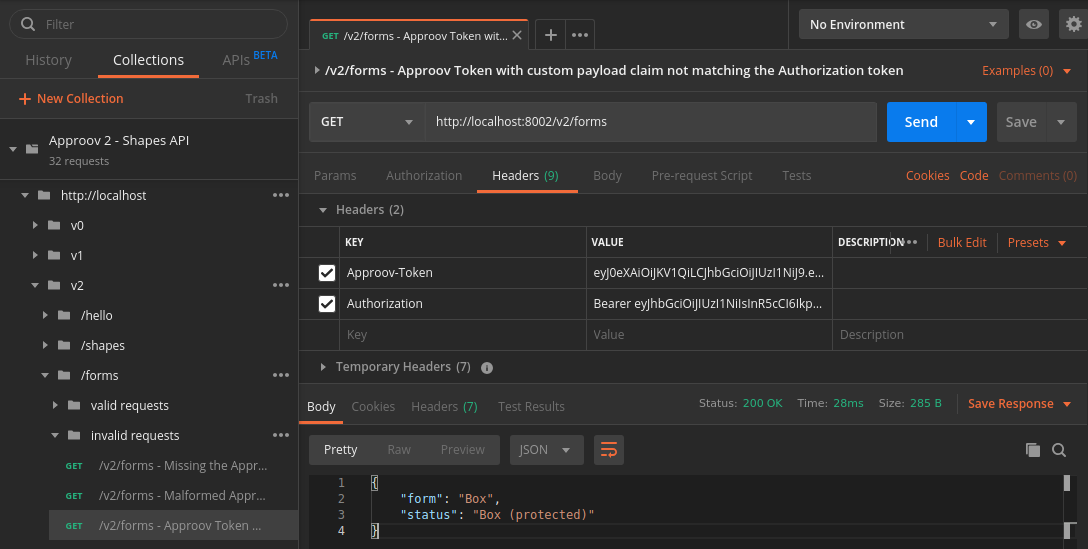 Filter
History Collections APIs BETA
+ New Collection Trash
Approov 2 - Shapes API
32 requests
http://localhost
v0
v1
v2
/hello
/shapes
/forms
valid requests
invalid requests
GET /v2/forms - Missing the Appr...
GET /v2/forms - Malformed Appr...
GET /v2/forms - Approov Token ...
GET /v2/forms - Approov Token wit...
No Environment
/v2/forms - Approov Token with custom payload claim not matching the Authorization token
Examples (0)
GET http://localhost:8002/v2/forms Send Save
Params Authorization Headers (9) Body Pre-request Script Tests Cookies Code Comments (0)
Headers (2)
KEY VALUE DESCRIPTION Bulk Edit Presets
Approov-Token eyJ0eXAiOiJKV1QiLCJhbGciOiJIUzI1NiJ9.e...
Authorization Bearer eyJhbGciOiJIUzI1NiIsInR5cCI6Ikp...
Key Value Description
Temporary Headers (7)
Body Cookies Headers (7) Test Results Status: 200 OK Time: 28ms Size: 285 B Save Response
Pretty Raw Preview JSON
1 {
2 "form": "Box",
3 "status": "Box (protected)"
4 }